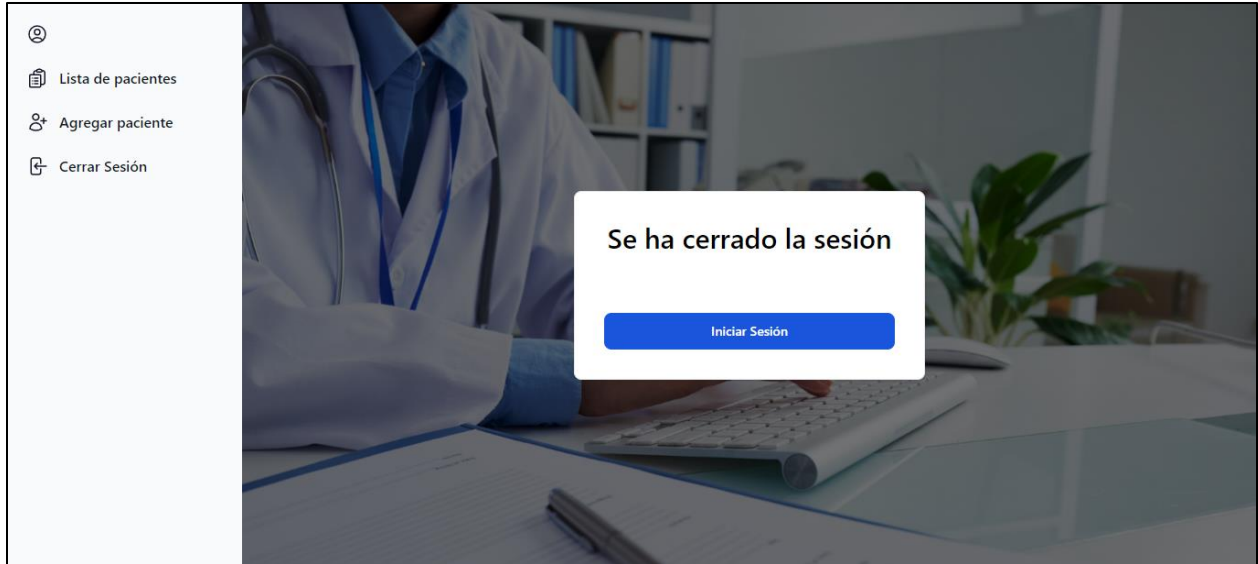 Lista de pacientes
Agregar paciente
Cerrar Sesión
Se ha cerrado la sesión
Iniciar Sesión